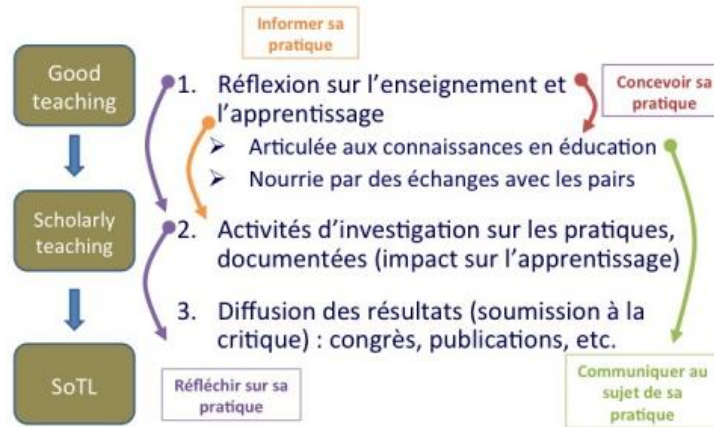 Informer sa
pratique
Good
teaching
1. Réflexion sur l'enseignement et
l'apprentissage
Concevoir sa
pratique
➢ Articulée aux connaissances en éducation
➢ Nourrie par des échanges avec les pairs
Scholarly
teaching
2. Activités d'investigation sur les pratiques,
documentées (impact sur l'apprentissage)
3. Diffusion des résultats (soumission à la
critique) : congrès, publications, etc.
SoTL
Réfléchir sur sa
pratique
Communiquer au
sujet de sa
pratique